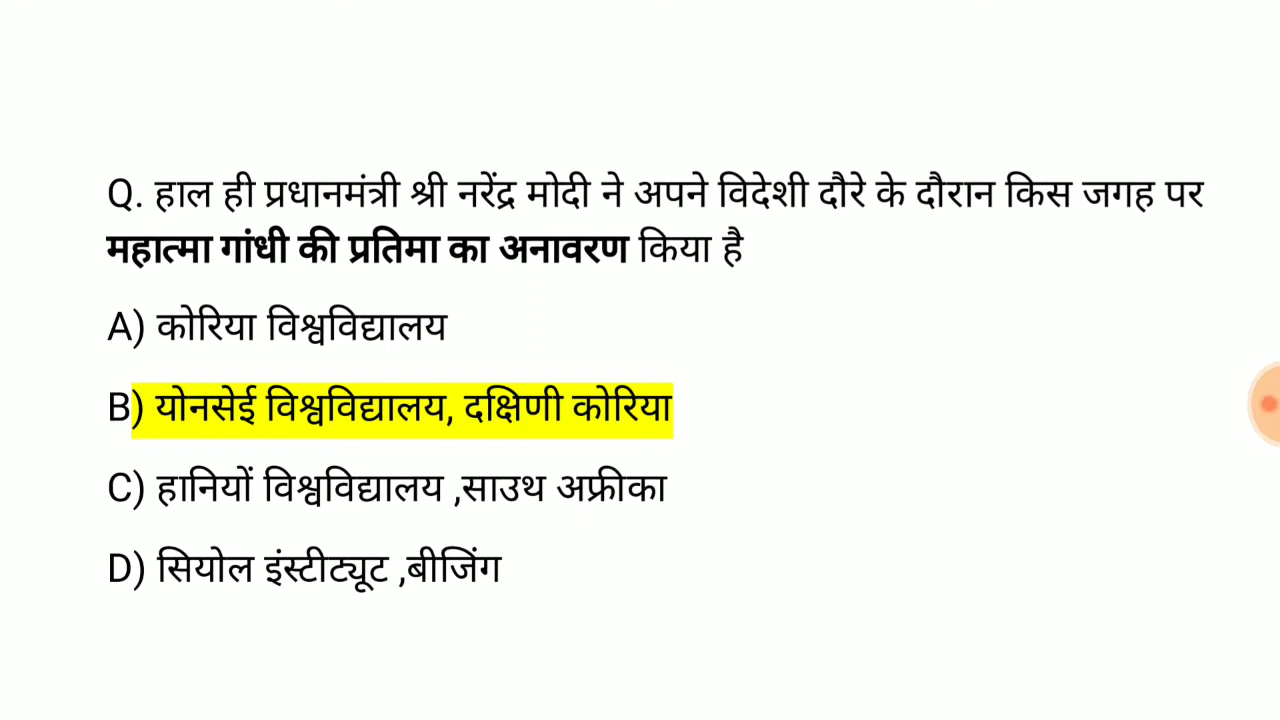 Q. हाल ही प्रधानमंत्री श्री नरेंद्र मोदी ने अपने विदेशी दौरे के दौरान किस जगह पर
महात्मा गांधी की प्रतिमा का अनावरण किया है
A) कोरिया विश्वविद्यालय
B) योनसेई विश्वविद्यालय, दक्षिणी कोरिया
C) हानियों विश्वविद्यालय ,साउथ अफ्रीका
D) सियोल इंस्टीट्यूट ,बीजिंग